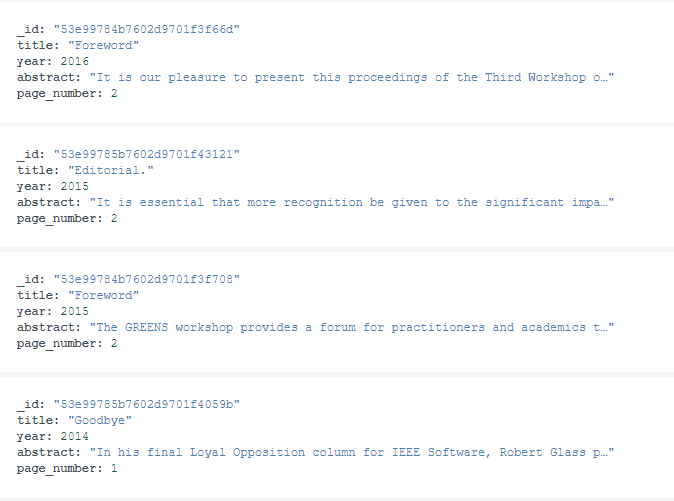 _id: "53e99784b7602d9701f3f66d"
title: "Foreword"
year: 2016
abstract: "It is our pleasure to present this proceedings of the Third Workshop o…"
page_number: 2
_id: "53e99785b7602d9701f43121"
title: "Editorial."
year: 2015
abstract: "It is essential that more recognition be given to the significant impa…"
page_number: 2
_id: "53e99784b7602d9701f3f708"
title: "Foreword"
year: 2015
abstract: "The GREENS workshop provides a forum for practitioners and academics t…"
page_number: 2
_id: "53e99785b7602d9701f4059b"
title: "Goodbye"
year: 2014
abstract: "In his final Loyal Opposition column for IEEE Software, Robert Glass p…"
page_number: 1